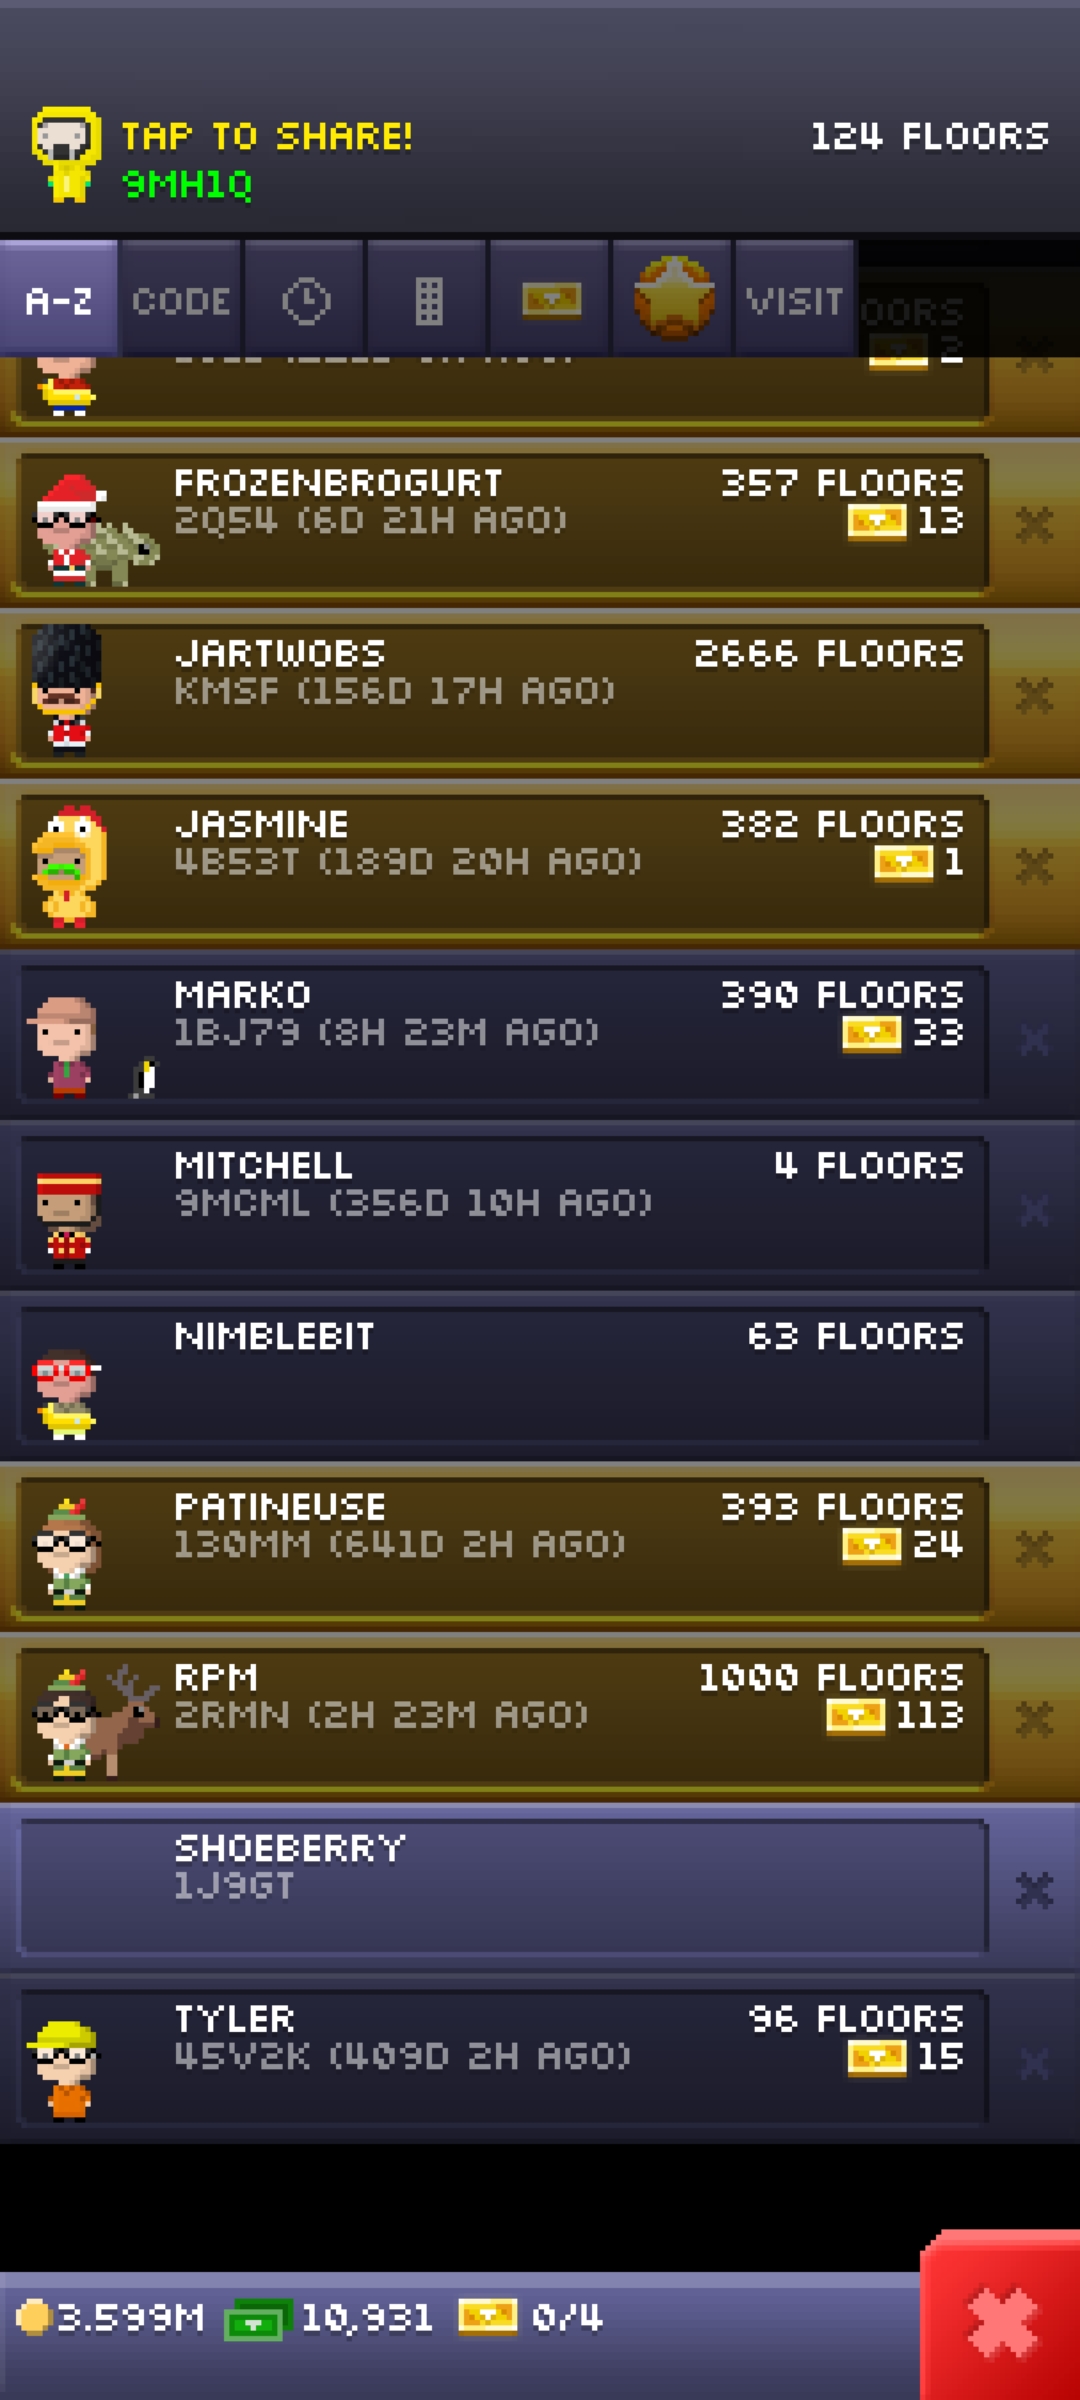 TAP TO SHARE!
124 FLOORS
9MH1Q
A-Z CODE VISIT
2
FROZENBROGURT 357 FLOORS
2Q54 (6D 21H AGO) 13
JARTWOBS 2666 FLOORS
KMSF (156D 17H AGO)
JASMINE 382 FLOORS
4B53T (189D 20H AGO) 1
MARKO 390 FLOORS
1BJ79 (8H 23M AGO) 33
MITCHELL 4 FLOORS
9MCML (356D 10H AGO)
NIMBLEBIT 63 FLOORS
PATINEUSE 393 FLOORS
130MM (641D 2H AGO) 24
RPM 1000 FLOORS
2RMN (2H 23M AGO) 113
SHOEBERRY
1J9GT
TYLER 96 FLOORS
45V2K (409D 2H AGO) 15
3.599M 10,931 0/4